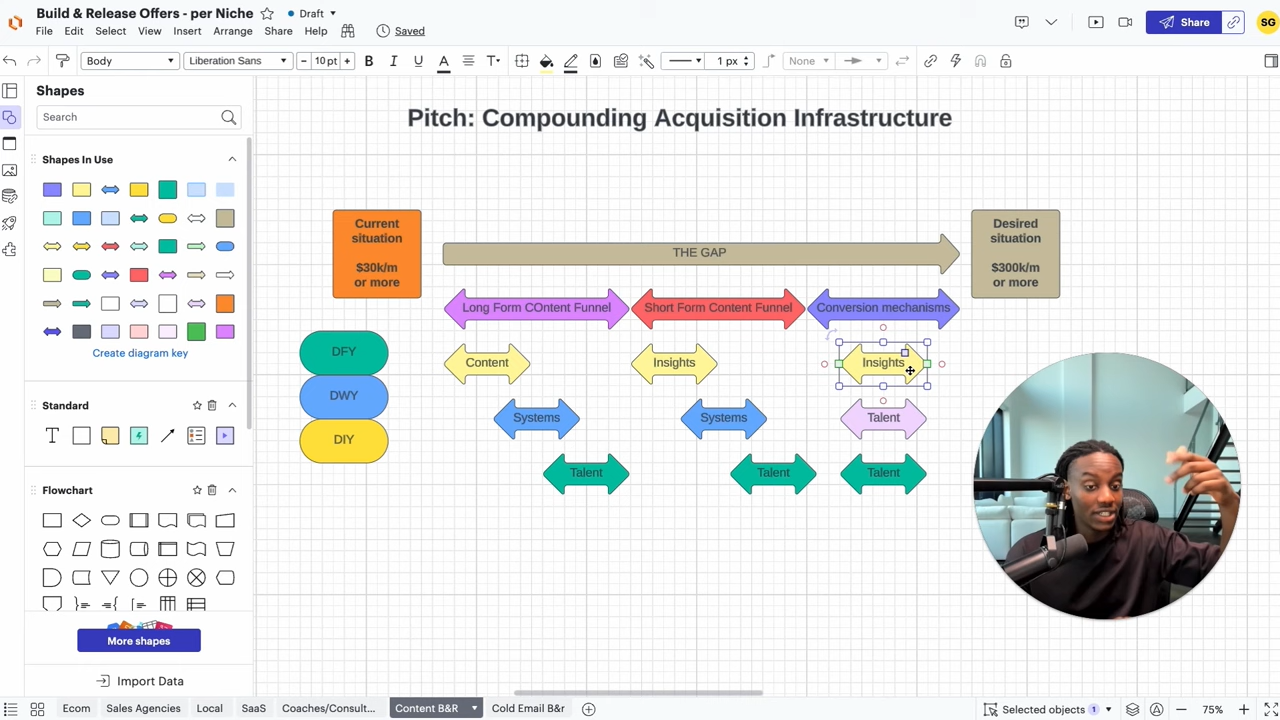 Build & Release Offers - per Niche
Draft
File Edit Select View Insert Arrange Share Help
Saved
Share
SG
Body
Liberation Sans
10 pt
B I U A T
1 px
None
Shapes
Search
Shapes In Use
Create diagram key
Standard
T
Flowchart
More shapes
Import Data
Pitch: Compounding Acquisition Infrastructure
Current
situation
$30k/m
or more
THE GAP
Desired
situation
$300k/m
or more
Long Form COntent Funnel
Short Form Content Funnel
Conversion mechanisms
DFY
DWY
DIY
Content
Insights
Insights
Systems
Systems
Talent
Talent
Talent
Talent
Ecom
Sales Agencies
Local
SaaS
Coaches/Consult...
Content B&R
Cold Email B&r
Selected objects 1
75%